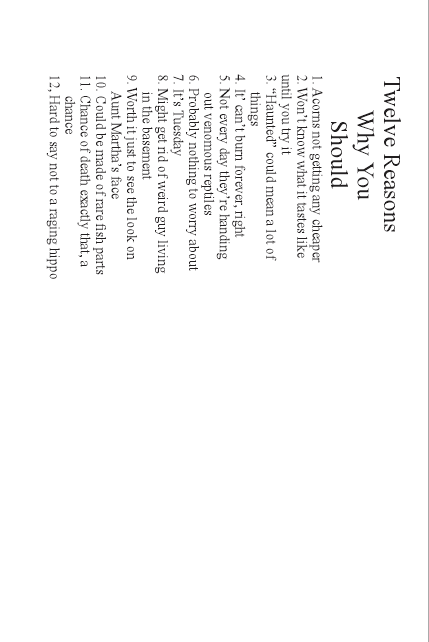 Twelve Reasons
Why You
Should
1. Acorns not getting any cheaper
2. Won't know what it tastes like
until you try it
3. "Haunted" could mean a lot of
things
4. It' can't burn forever, right
5. Not every day they're handing
out venomous reptiles
6. Probably nothing to worry about
7. It's Tuesday
8. Might get rid of weird guy living
in the basement
9. Worth it just to see the look on
Aunt Martha's face
10. Could be made of rare fish parts
11. Chance of death exactly that, a
chance
12, Hard to say not to a raging hippo